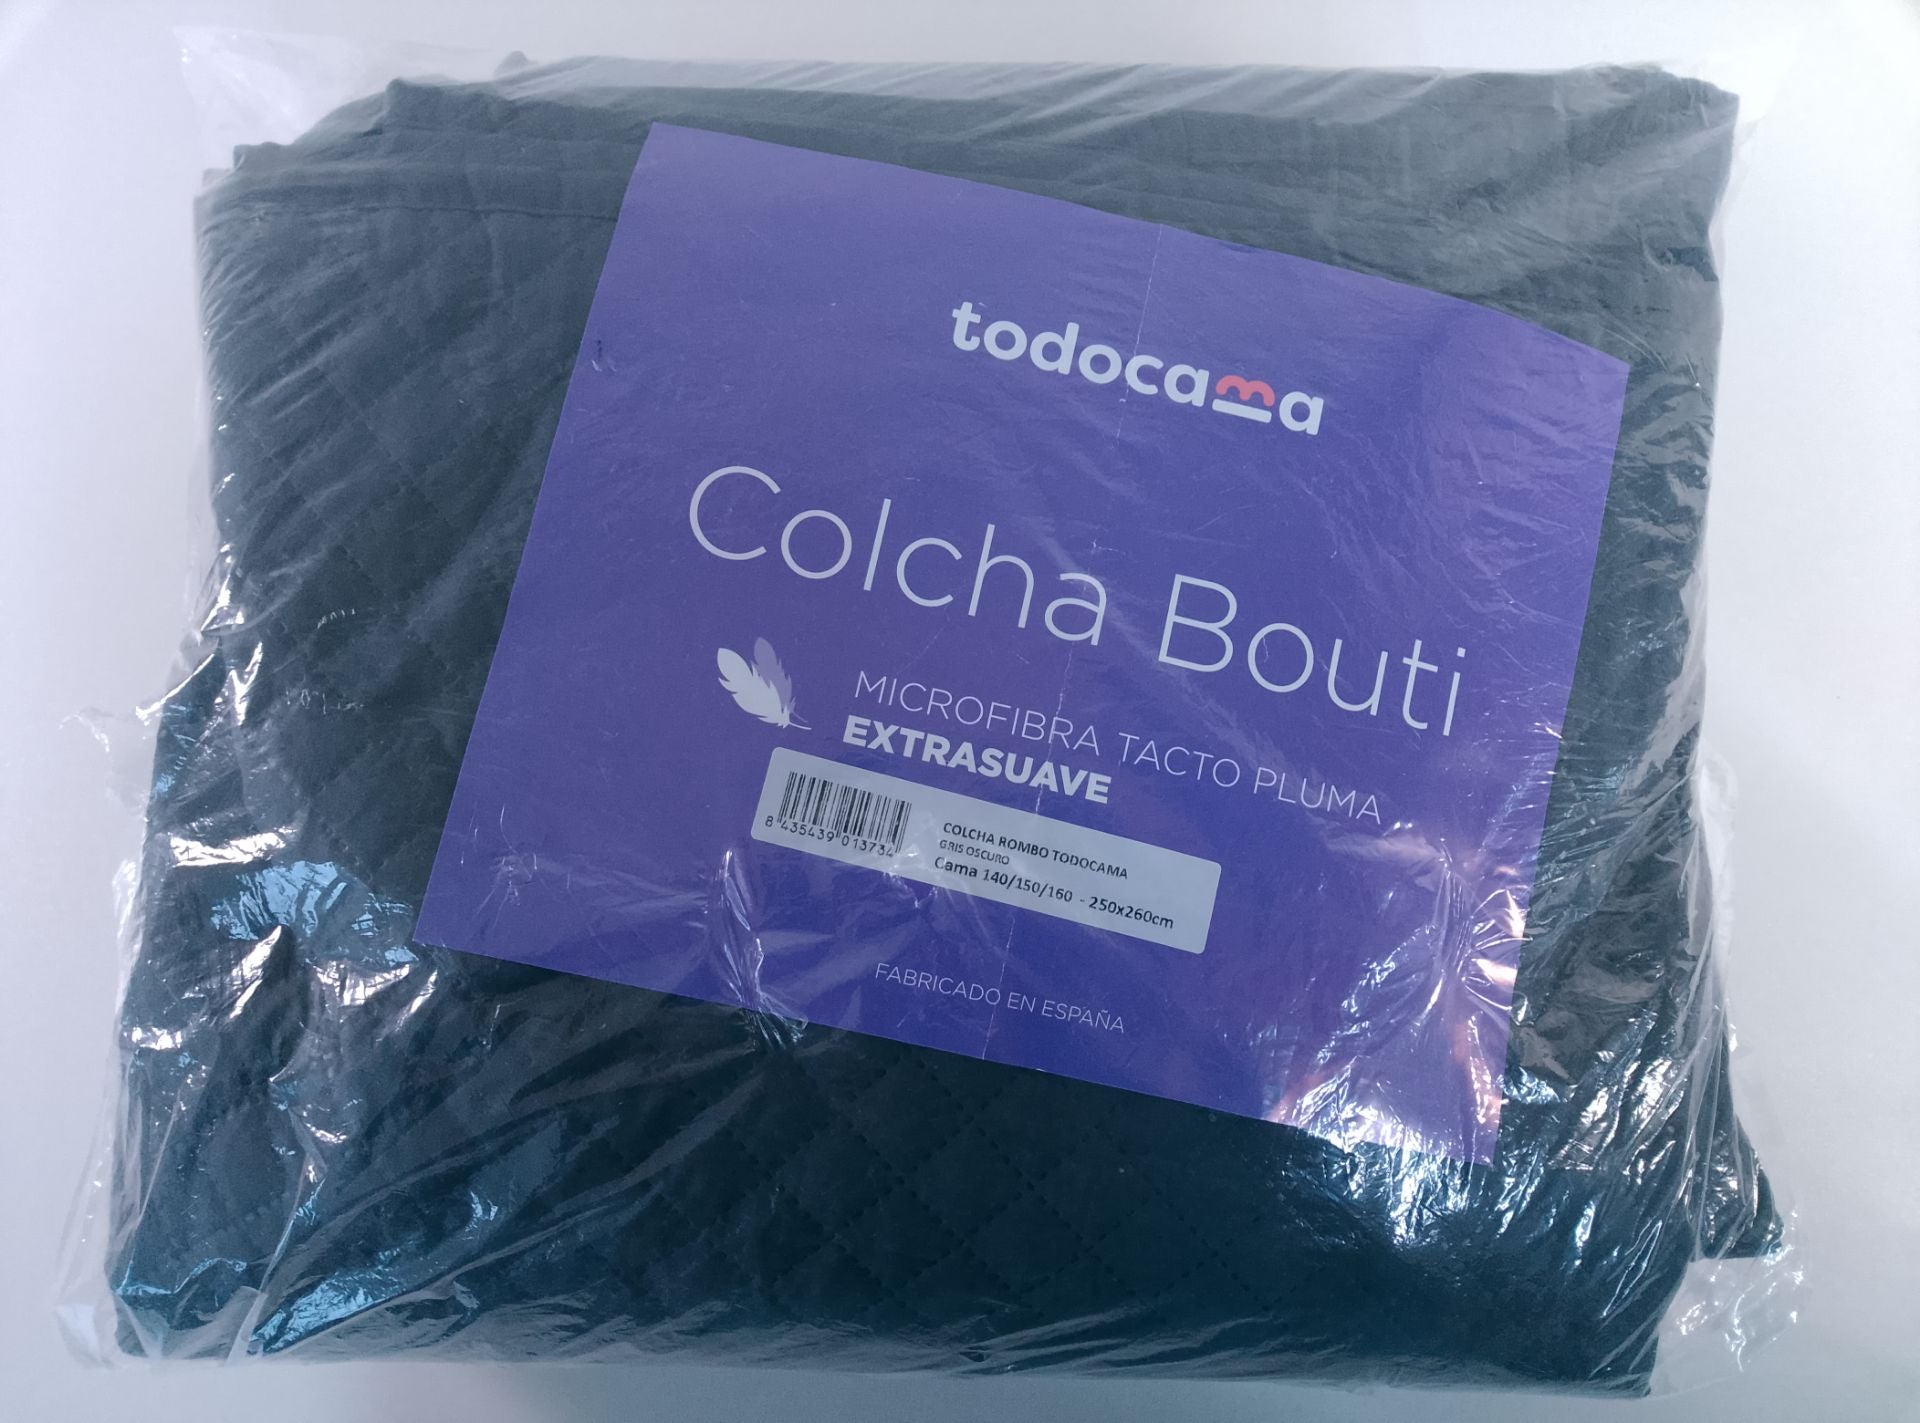 todocama
Colcha Bouti
MICROFIBRA TACTO PLUMA
EXTRASUAVE
8 435439 013734
COLCHA ROMBO TODOCAMA
GRIS OSCURO
Cama 140/150/160 - 250x260cm
FABRICADO EN ESPAÑA